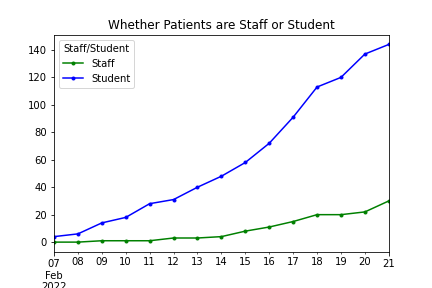 Whether Patients are Staff or Student
Staff/Student
Staff
Student
140
120
100
80
60
40
20
0
07 08 09 10 11 12 13 14 15 16 17 18 19 20 21
Feb
2022